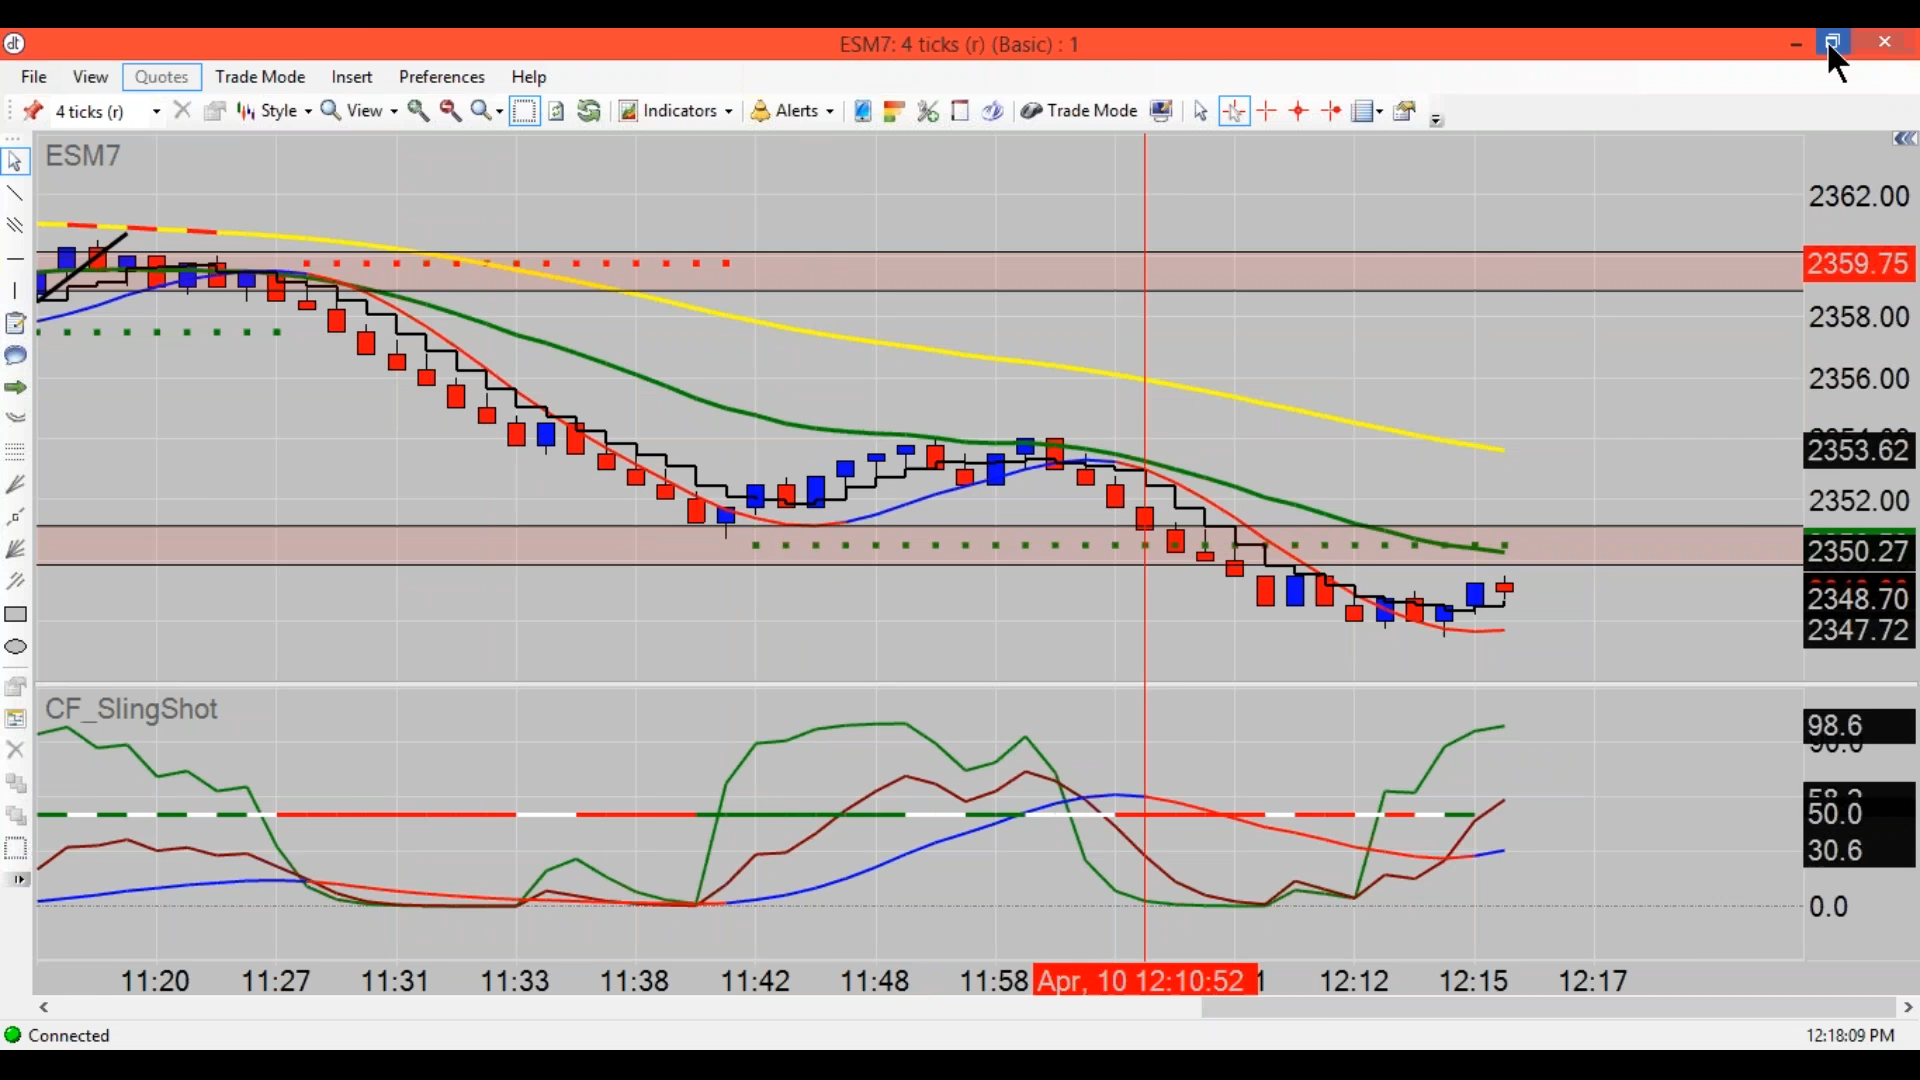 dt
ESM7: 4 ticks (r) (Basic) : 1
File View Quotes Trade Mode Insert Preferences Help
4 ticks (r) Style View Indicators Alerts Trade Mode
ESM7
2362.00
2359.75
2358.00
2356.00
2353.62
2352.00
2350.27
2348.70
2347.72
CF_SlingShot
98.6
50.0
30.6
0.0
11:20 11:27 11:31 11:33 11:38 11:42 11:48 11:58 Apr, 10 12:10:52 12:12 12:15 12:17
Connected
12:18:09 PM